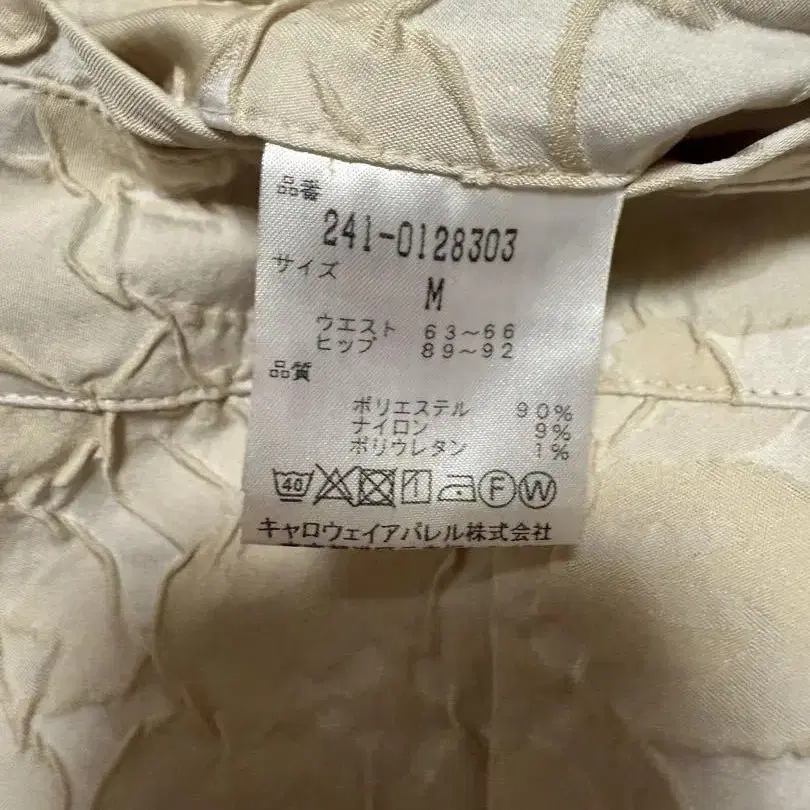 品番
241-0128303
サイズ
M
ウエスト 63〜66
ヒップ 89〜92
品質
ポリエステル 90%
ナイロン 9%
ポリウレタン 1%
40 F W
キャロウェイアパレル株式会社